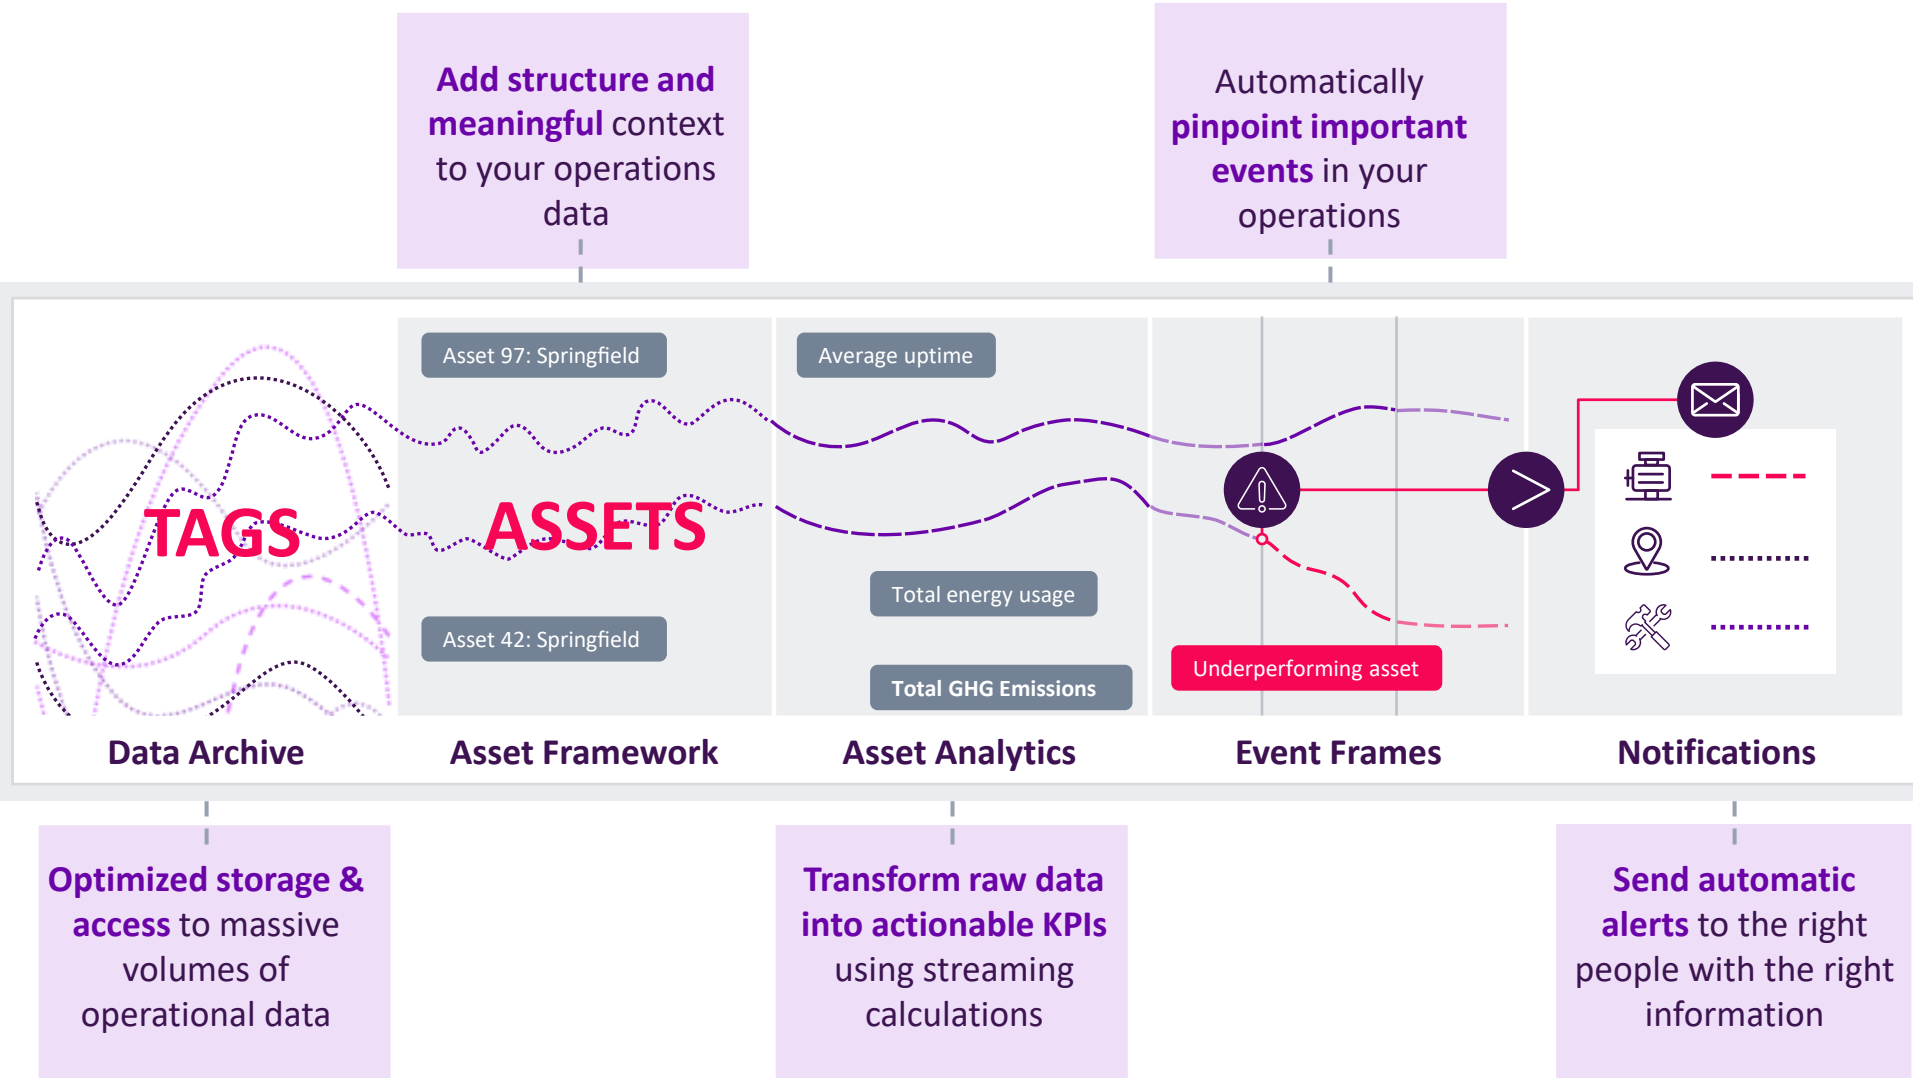 Add structure and
meaningful context
to your operations
data
Automatically
pinpoint important
events in your
operations
Asset 97: Springfield
Average uptime
TAGS
ASSETS
Total energy usage
Asset 42: Springfield
Underperforming asset
Total GHG Emissions
Data Archive
Asset Framework
Asset Analytics
Event Frames
Notifications
Optimized storage &
access to massive
volumes of
operational data
Transform raw data
into actionable KPIs
using streaming
calculations
Send automatic
alerts to the right
people with the right
information